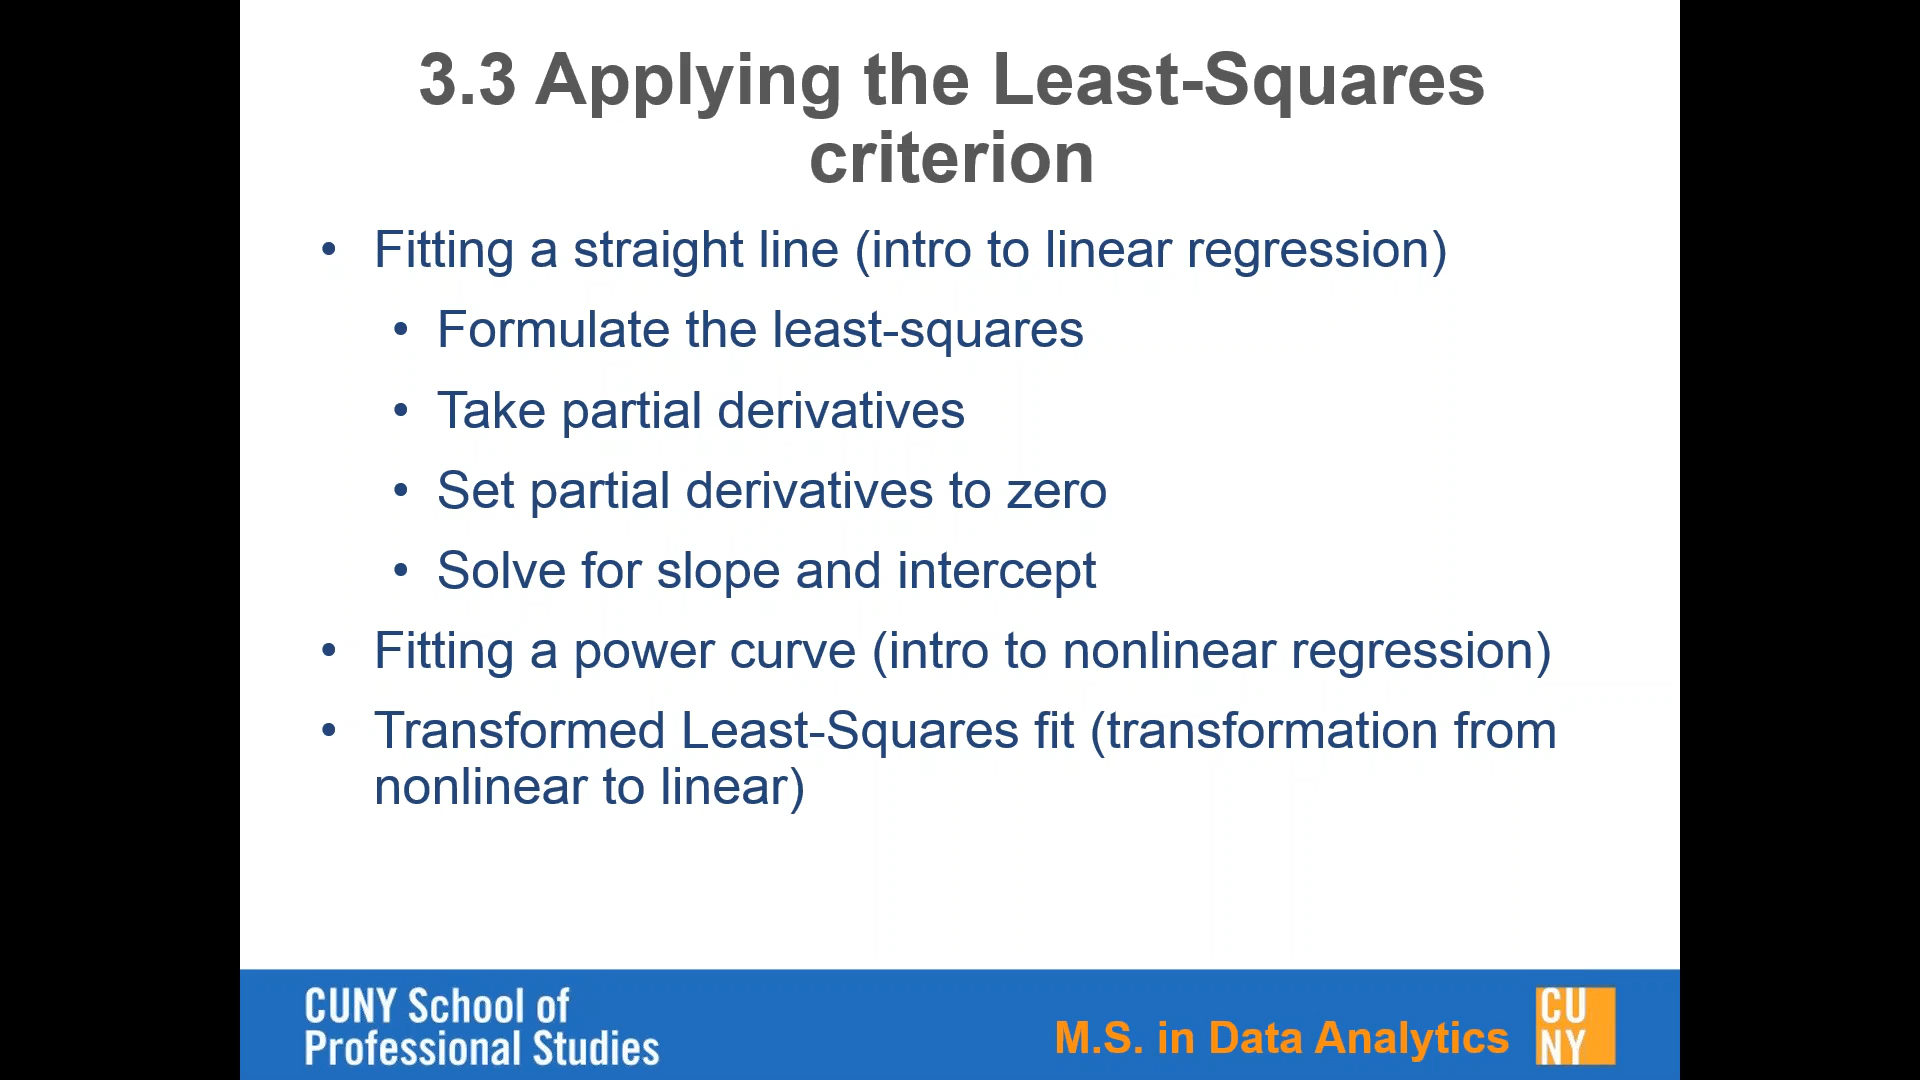 3.3 Applying the Least-Squares
criterion
• Fitting a straight line (intro to linear regression)
• Formulate the least-squares
• Take partial derivatives
• Set partial derivatives to zero
• Solve for slope and intercept
• Fitting a power curve (intro to nonlinear regression)
• Transformed Least-Squares fit (transformation from
nonlinear to linear)
CUNY School of
Professional Studies
M.S. in Data Analytics
CU
NY